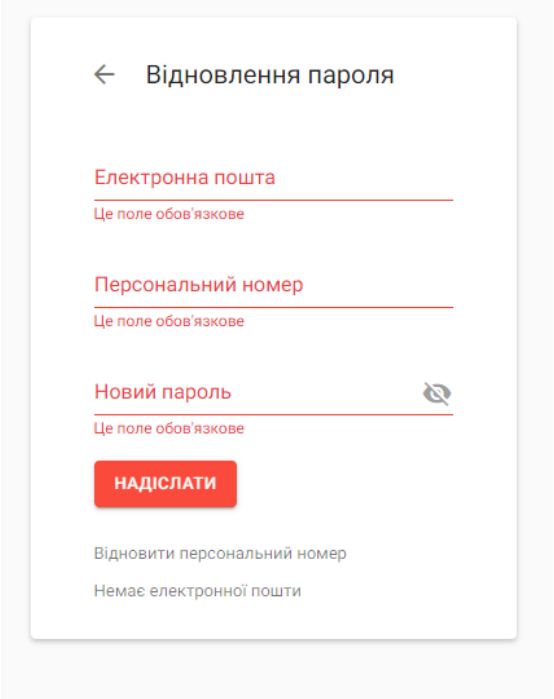 Відновлення пароля
Електронна пошта
Це поле обов'язкове
Персональний номер
Це поле обов'язкове
Новий пароль
Це поле обов'язкове
НАДІСЛАТИ
Відновити персональний номер
Немає електронної пошти